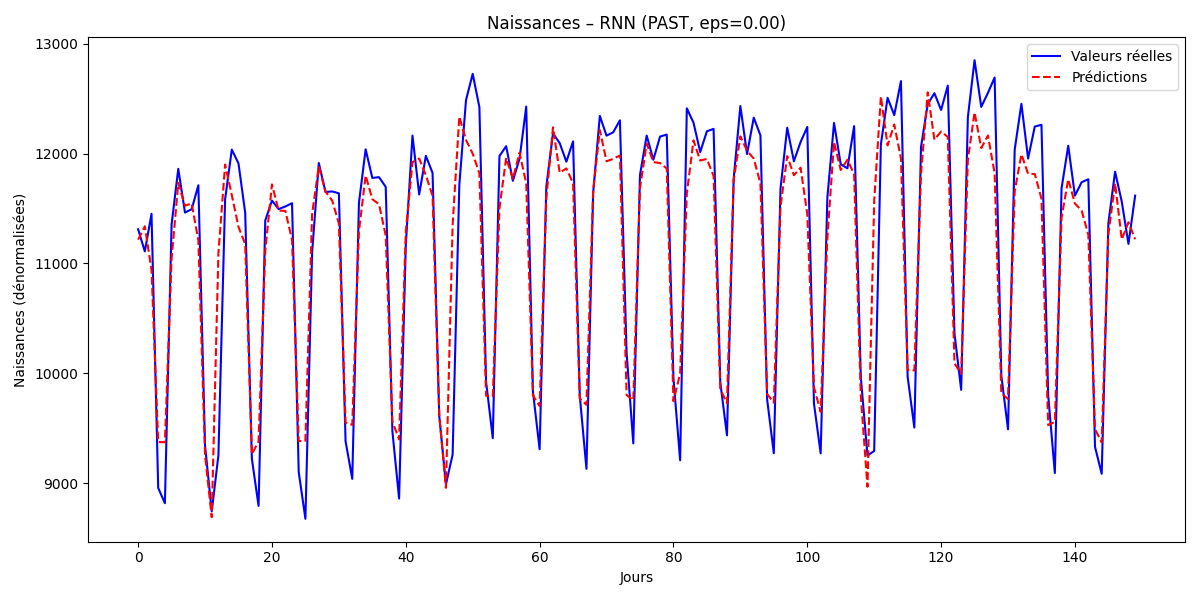 Naissances – RNN (PAST, eps=0.00)
Valeurs réelles
Prédictions
Naissances (dénormalisées)
13000
12000
11000
10000
9000
0 20 40 60 80 100 120 140
Jours